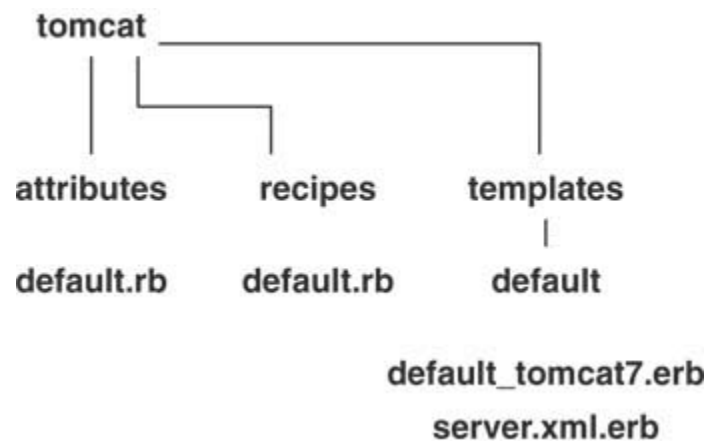 tomcat
attributes recipes templates
default.rb default.rb default
default_tomcat7.erb
server.xml.erb